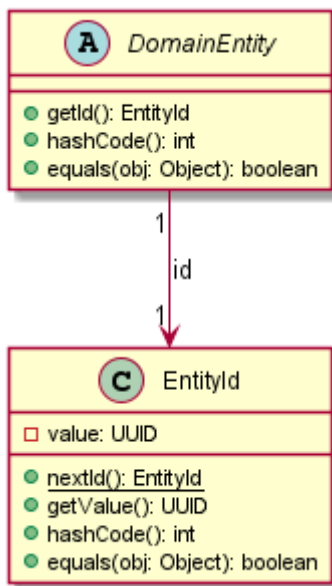 A DomainEntity
getId(): EntityId
hashCode(): int
equals(obj: Object): boolean
1
id
1
C EntityId
value: UUID
nextId(): EntityId
getValue(): UUID
hashCode(): int
equals(obj: Object): boolean